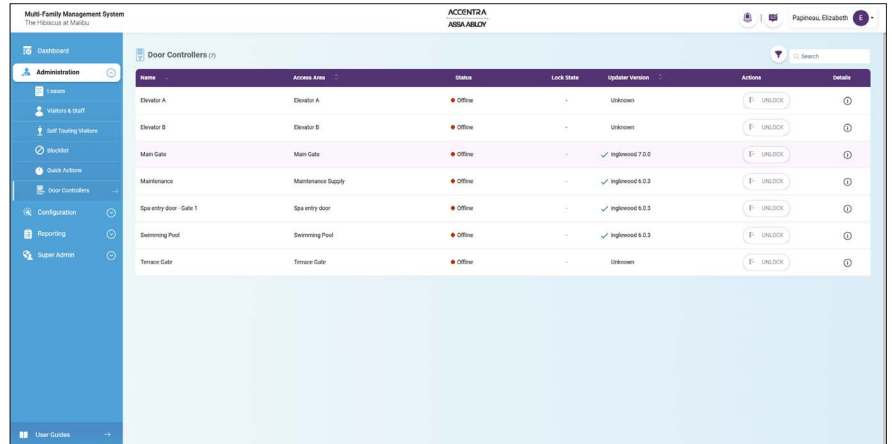 Multi-Family Management System
The Hibiscus at Malibu
ACCENTRA
ASSA ABLOY
Papineau, Elizabeth E
Dashboard
Administration
Leases
Visitors & Staff
Self Touring Visitors
Blocklist
Quick Actions
Door Controllers
Configuration
Reporting
Super Admin
User Guides
Door Controllers (7)
Search
Name Access Area Status Lock State Updater Version Actions Details
Elevator A Elevator A Offline - Unknown UNLOCK
Elevator B Elevator B Offline - Unknown UNLOCK
Main Gate Main Gate Offline - inglewood 7.0.0 UNLOCK
Maintenance Maintenance Supply Offline - inglewood 6.0.3 UNLOCK
Spa entry door - Gate 1 Spa entry door Offline - inglewood 6.0.3 UNLOCK
Swimming Pool Swimming Pool Offline - inglewood 6.0.3 UNLOCK
Terrace Gate Terrace Gate Offline - Unknown UNLOCK